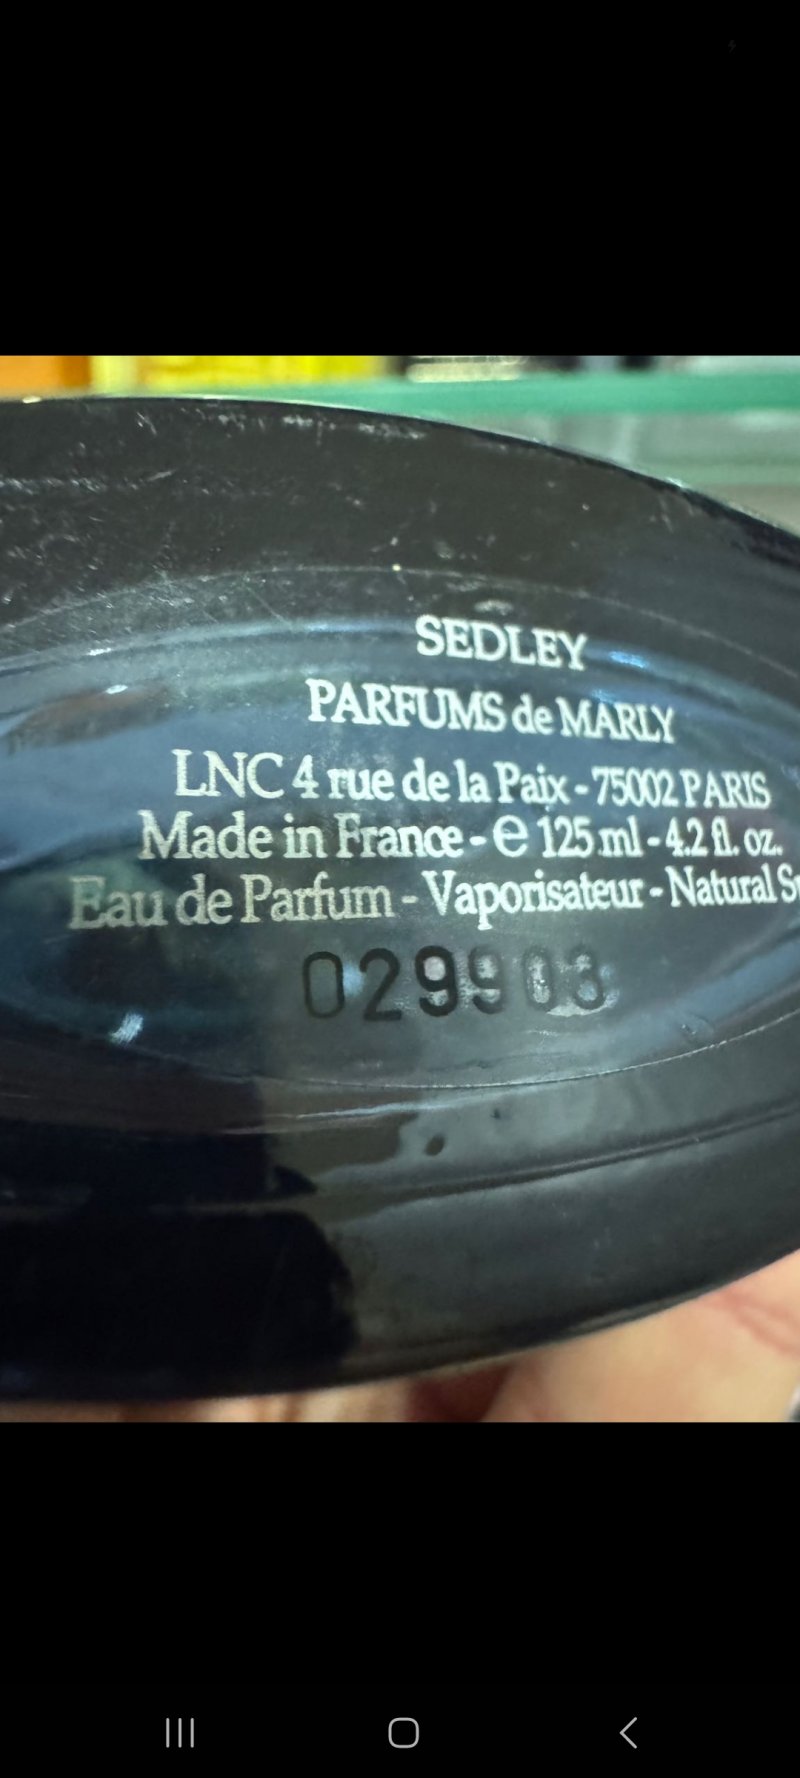 SEDLEY
PARFUMS de MARLY
LNC 4 rue de la Paix - 75002 PARIS
Made in France - e 125 ml - 4.2 fl. oz.
Eau de Parfum - Vaporisateur - Natural
029903